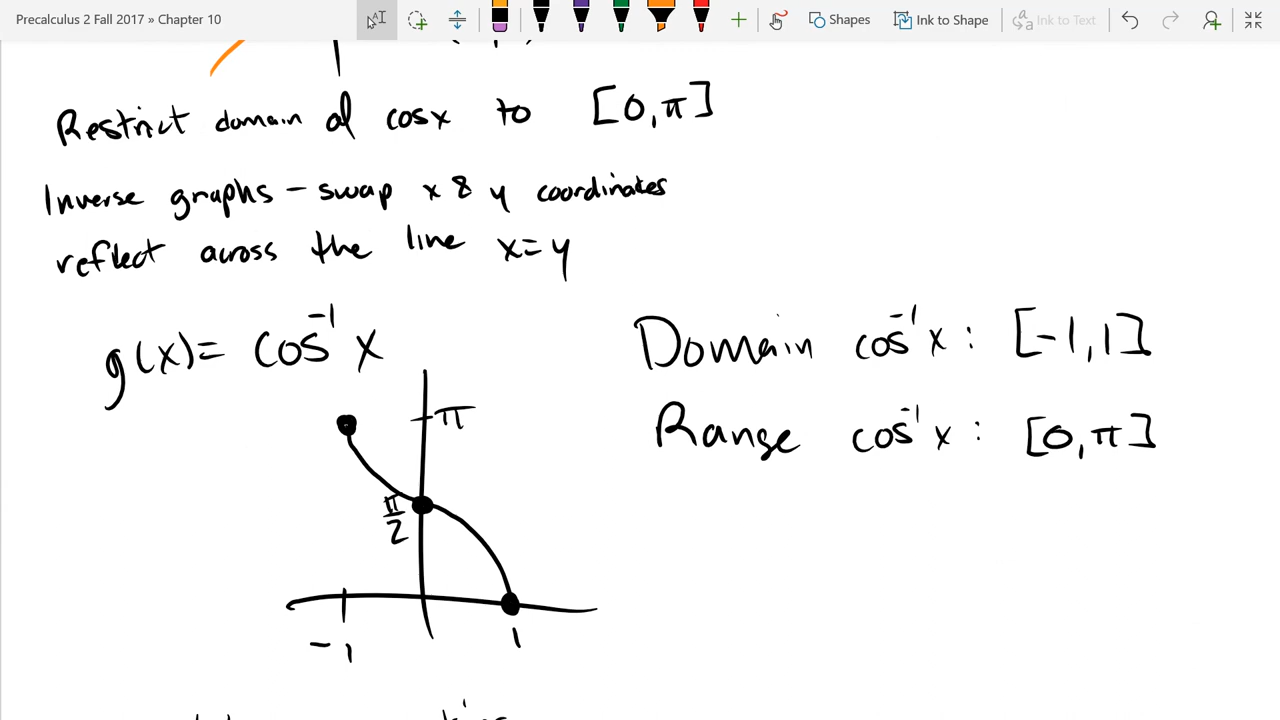 Precalculus 2 Fall 2017 » Chapter 10
Shapes
Ink to Shape
Ink to Text
Restrict domain of cosx to [0,π]
Inverse graphs – swap x & y coordinates
reflect across the line x=y
g(x)= cos⁻¹ x
Domain cos⁻¹x : [-1,1]
Range cos⁻¹x : [0,π]
π
π/2
-1
1